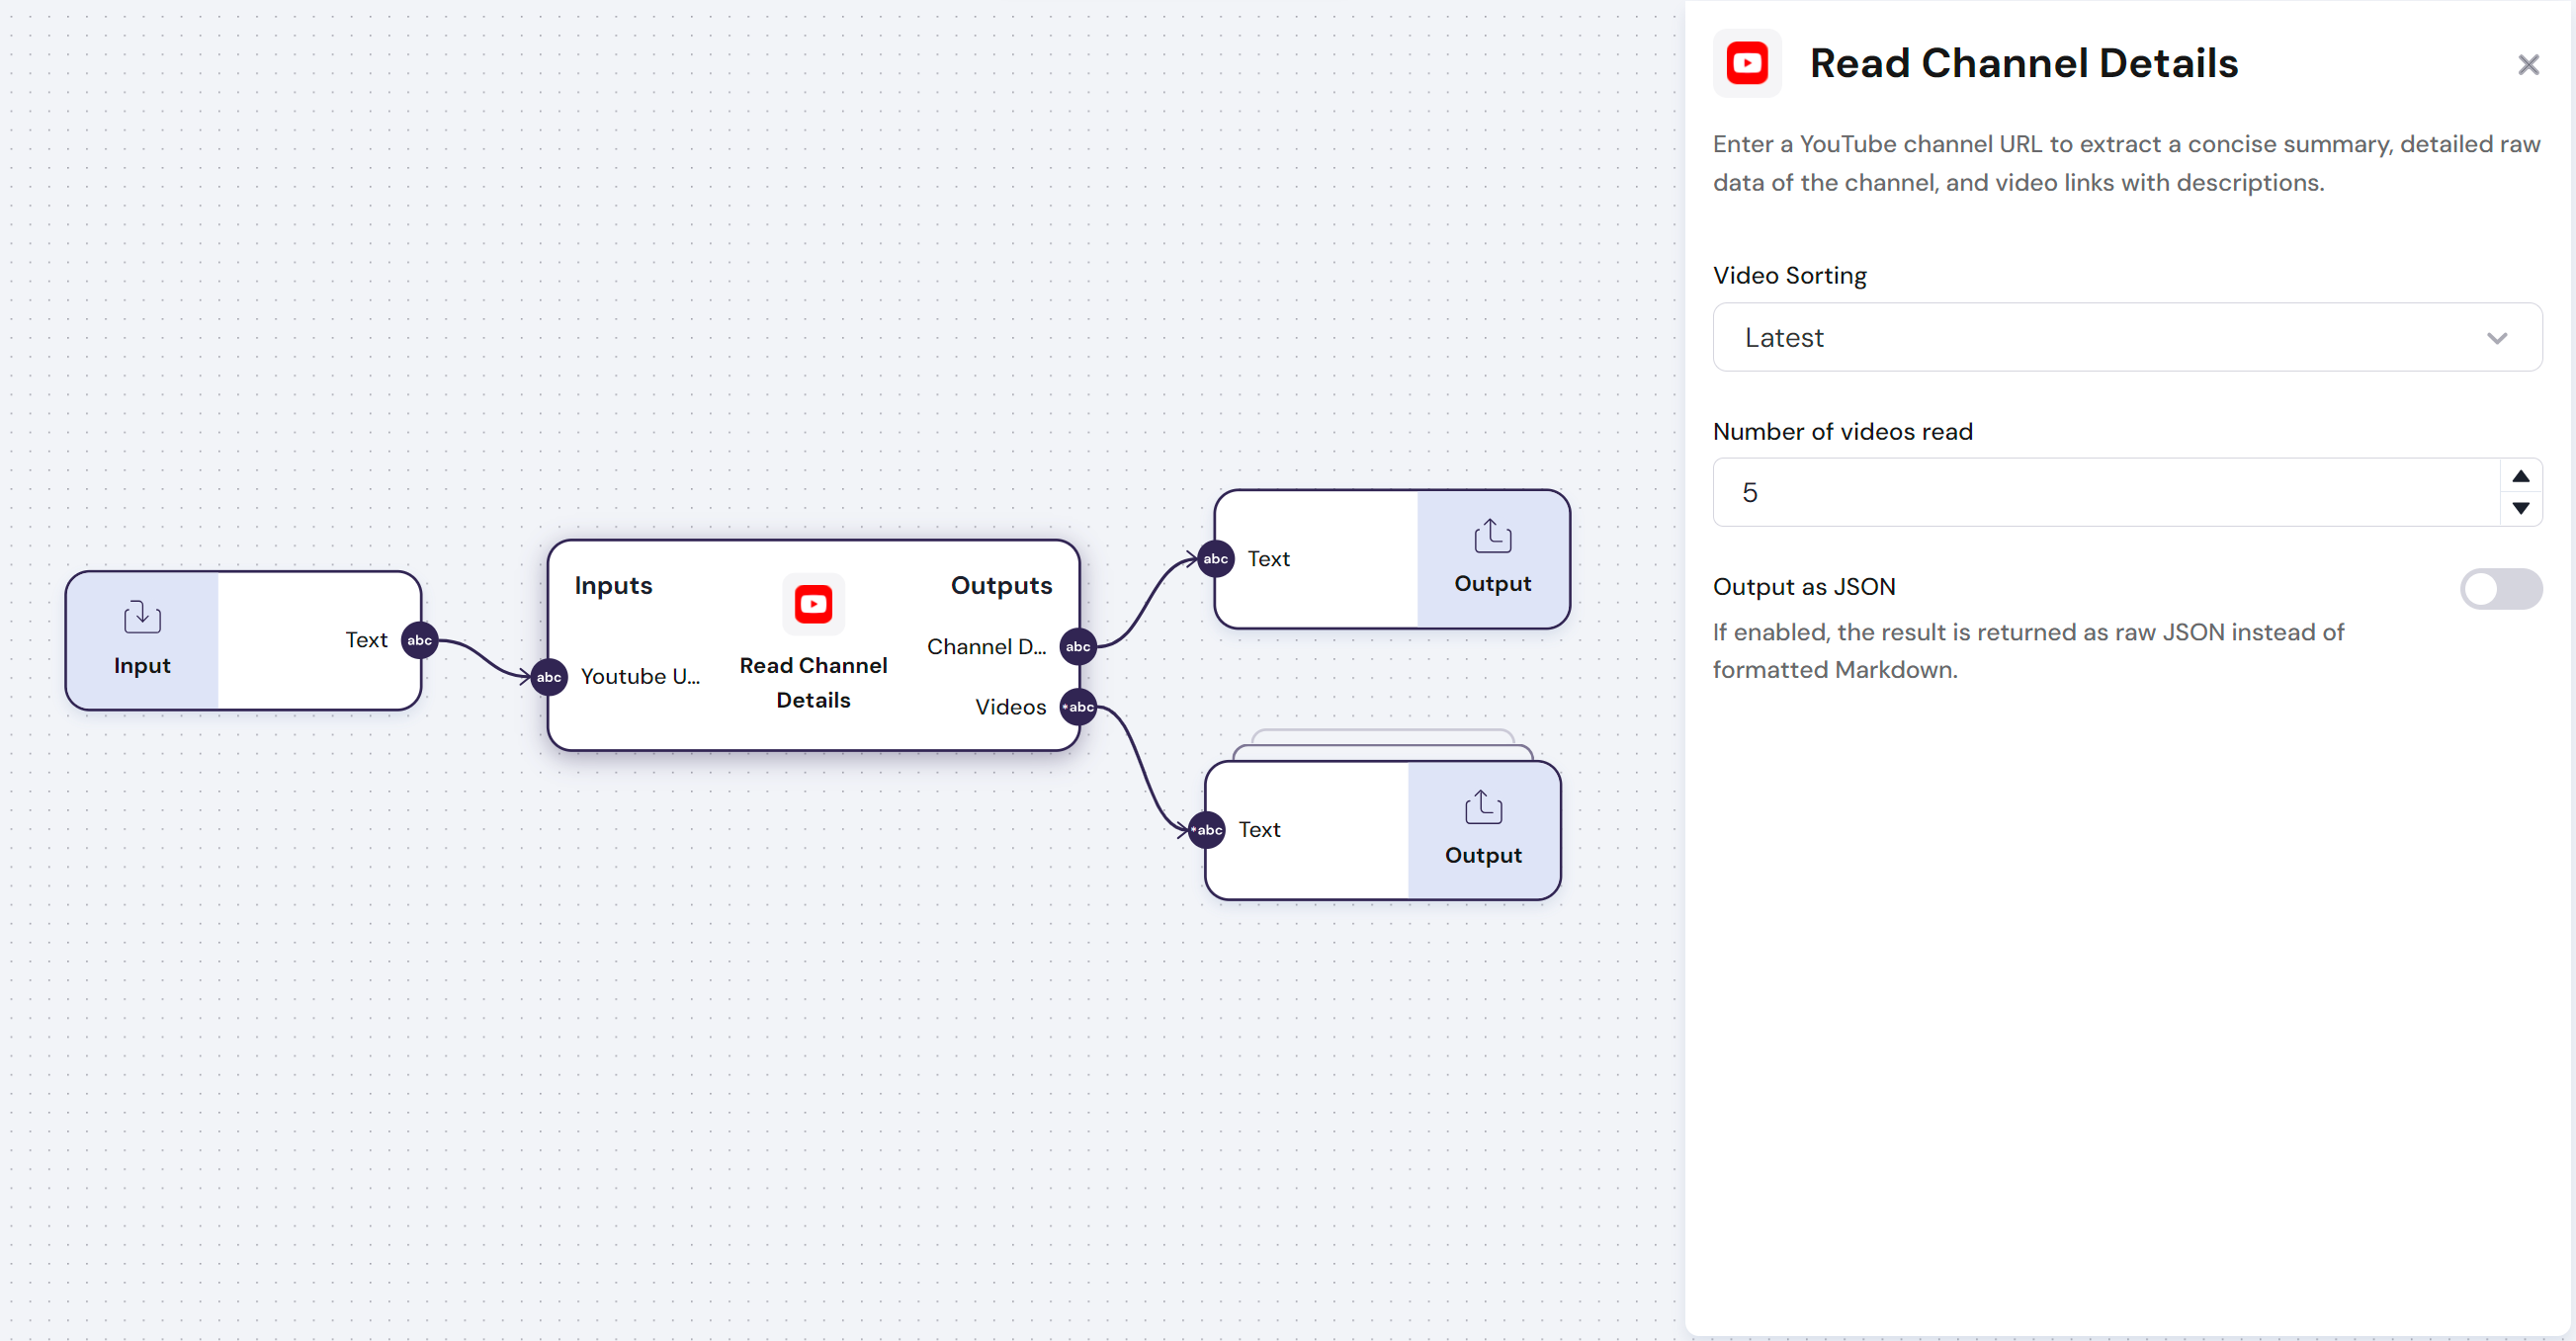 Input
Text
abc
abc
Youtube U...
Inputs
Read Channel
Details
Outputs
Channel D...
abc
Videos
*abc
abc
Text
Output
*abc
Text
Output
Read Channel Details
Enter a YouTube channel URL to extract a concise summary, detailed raw
data of the channel, and video links with descriptions.
Video Sorting
Latest
Number of videos read
5
Output as JSON
If enabled, the result is returned as raw JSON instead of
formatted Markdown.